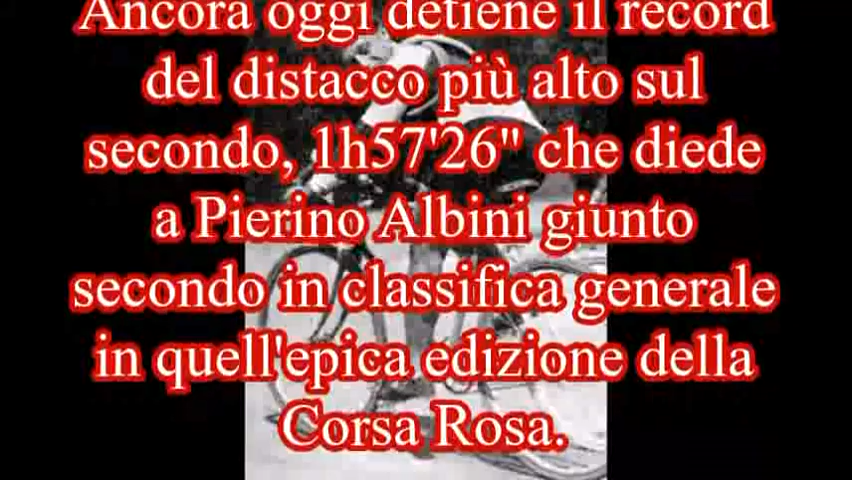 Ancora oggi detiene il record
del distacco più alto sul
secondo, 1h57'26" che diede
a Pierino Albini giunto
secondo in classifica generale
in quell'epica edizione della
Corsa Rosa.